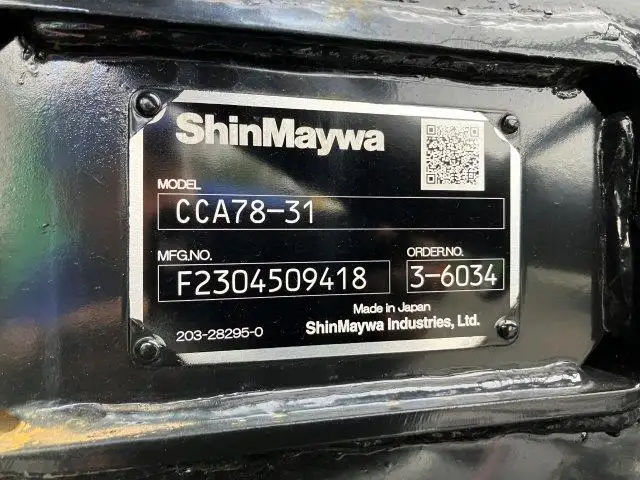 ShinMaywa
MODEL
CCA78-31
MFG.NO. ORDER.NO.
F2304509418 3-6034
Made in Japan
203-28295-0 ShinMaywa Industries, Ltd.